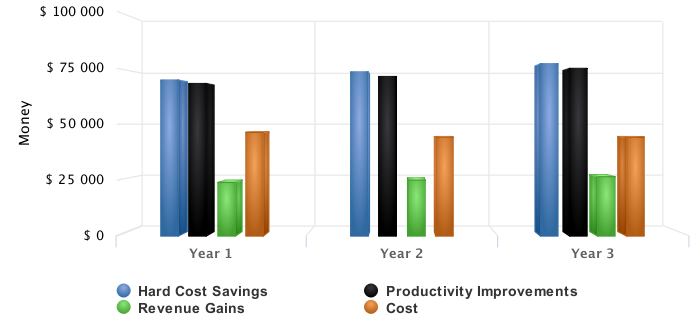 $ 100 000
$ 75 000
$ 50 000
$ 25 000
$ 0
Money
Year 1 Year 2 Year 3
Hard Cost Savings Productivity Improvements
Revenue Gains Cost